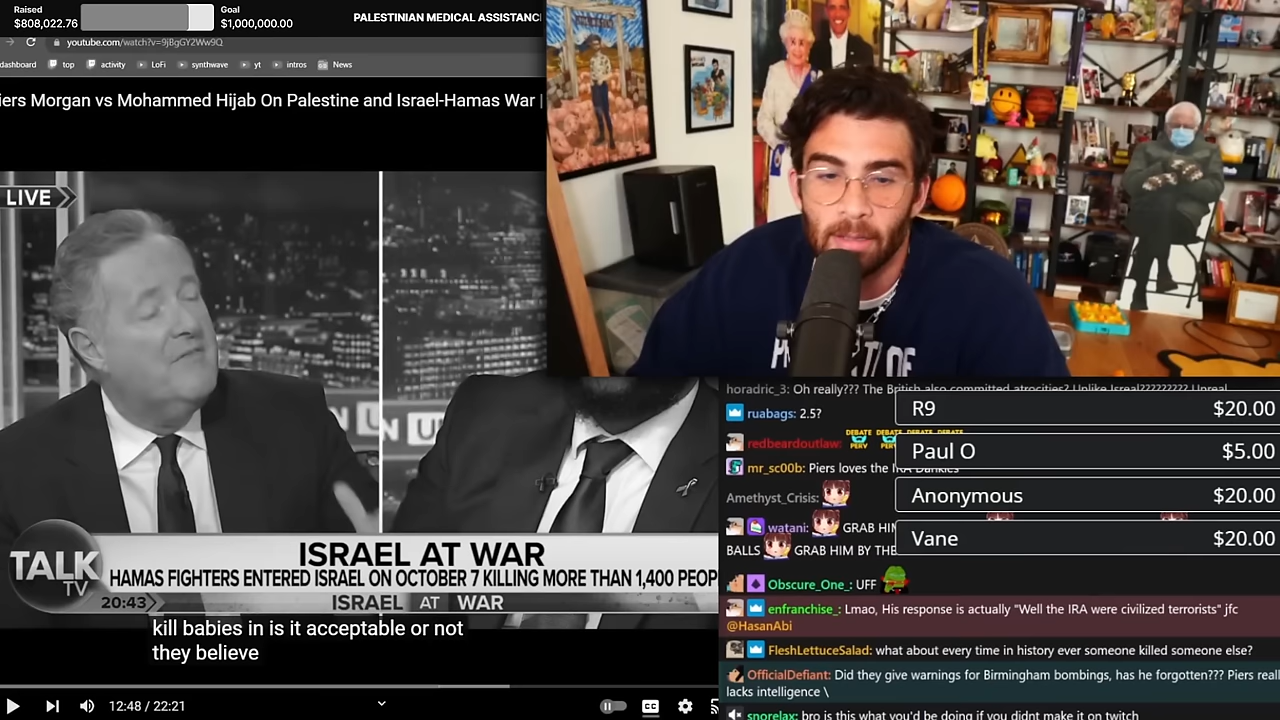 Raised
Goal
$808,022.76
$1,000,000.00
PALESTINIAN MEDICAL ASSISTANC
youtube.com/watch?v=9jBgGY2Ww9Q
dashboard
top
activity
LoFi
synthwave
yt
intros
News
iers Morgan vs Mohammed Hijab On Palestine and Israel-Hamas War |
LIVE
ISRAEL AT WAR
HAMAS FIGHTERS ENTERED ISRAEL ON OCTOBER 7 KILLING MORE THAN 1,400 PEOP
TALK
TV
20:43
ISRAEL AT WAR
kill babies in is it acceptable or not
they believe
12:48 / 22:21
horadric_3: Oh really??? The British also committed atrocities? Unlike Isreal????????? Unreal
ruabags: 2.5?
redbeardoutlaw:
DEBATE PERV
mr_sc00b: Piers loves the IRA
Amethyst_Crisis:
watani: GRAB HIM
BALLS GRAB HIM BY THE
R9 $20.00
Paul O $5.00
Anonymous $20.00
Vane $20.00
Obscure_One_: UFF
enfranchise_: Lmao, His response is actually "Well the IRA were civilized terrorists" jfc
@HasanAbi
FleshLettuceSalad: what about every time in history ever someone killed someone else?
OfficialDefiant: Did they give warnings for Birmingham bombings, has he forgotten??? Piers reall
lacks intelligence \
snorelax: bro is this what you'd be doing if you didnt make it on twitch